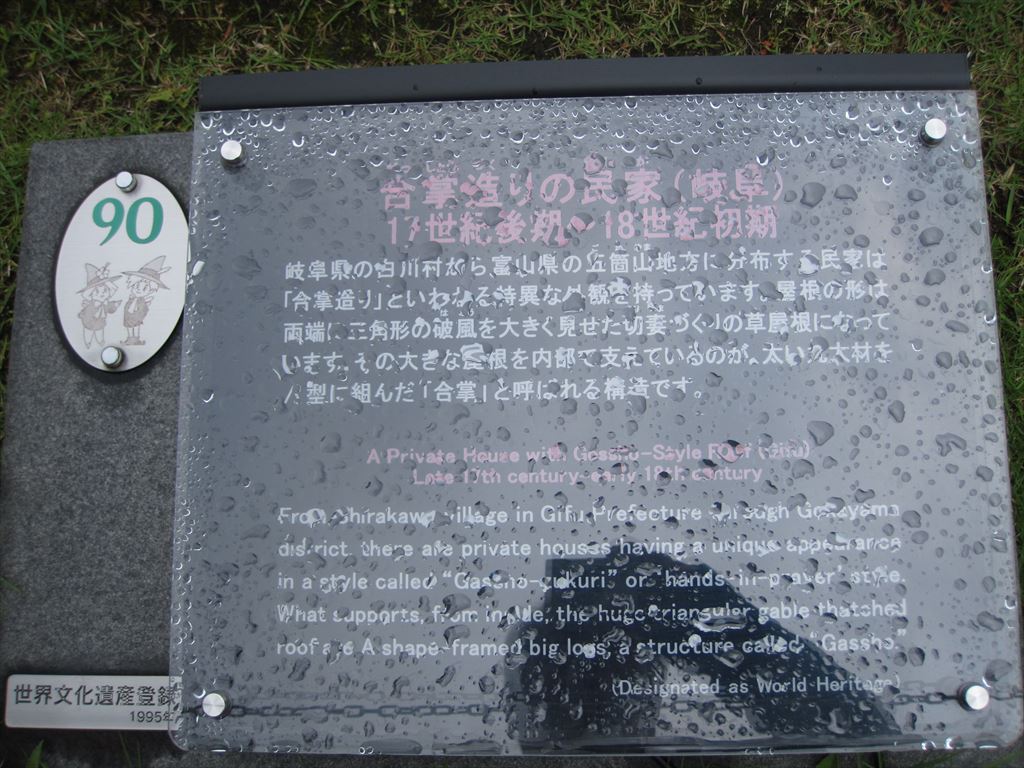 90
合掌造りの民家(岐阜)
17世紀後期~18世紀初期
岐阜県の白川村から富山県の五箇山地方に分布する民家は
「合掌造り」といわれる特異な外観を持っています。屋根の形は
両端に三角形の破風を大きく見せた切妻づくりの草屋根になって
います。その大きな屋根を内部で支えているのが、太い丸太材を
人型に組んだ「合掌」と呼ばれる構造です。
A Private House with Gassho-Style Roof (Gifu)
Late 17th century-early 18th century
From Shirakawa village in Gifu Prefecture through Gokayama
district, there are private houses having a unique appearance
in a style called "Gassho-zukuri" or "hands-in-prayer" style.
What supports, from inside, the huge triangular gable thatched
roof are A shape-framed big logs, a structure called "Gassho."
(Designated as World Heritage)
世界文化遺産登録
1995年